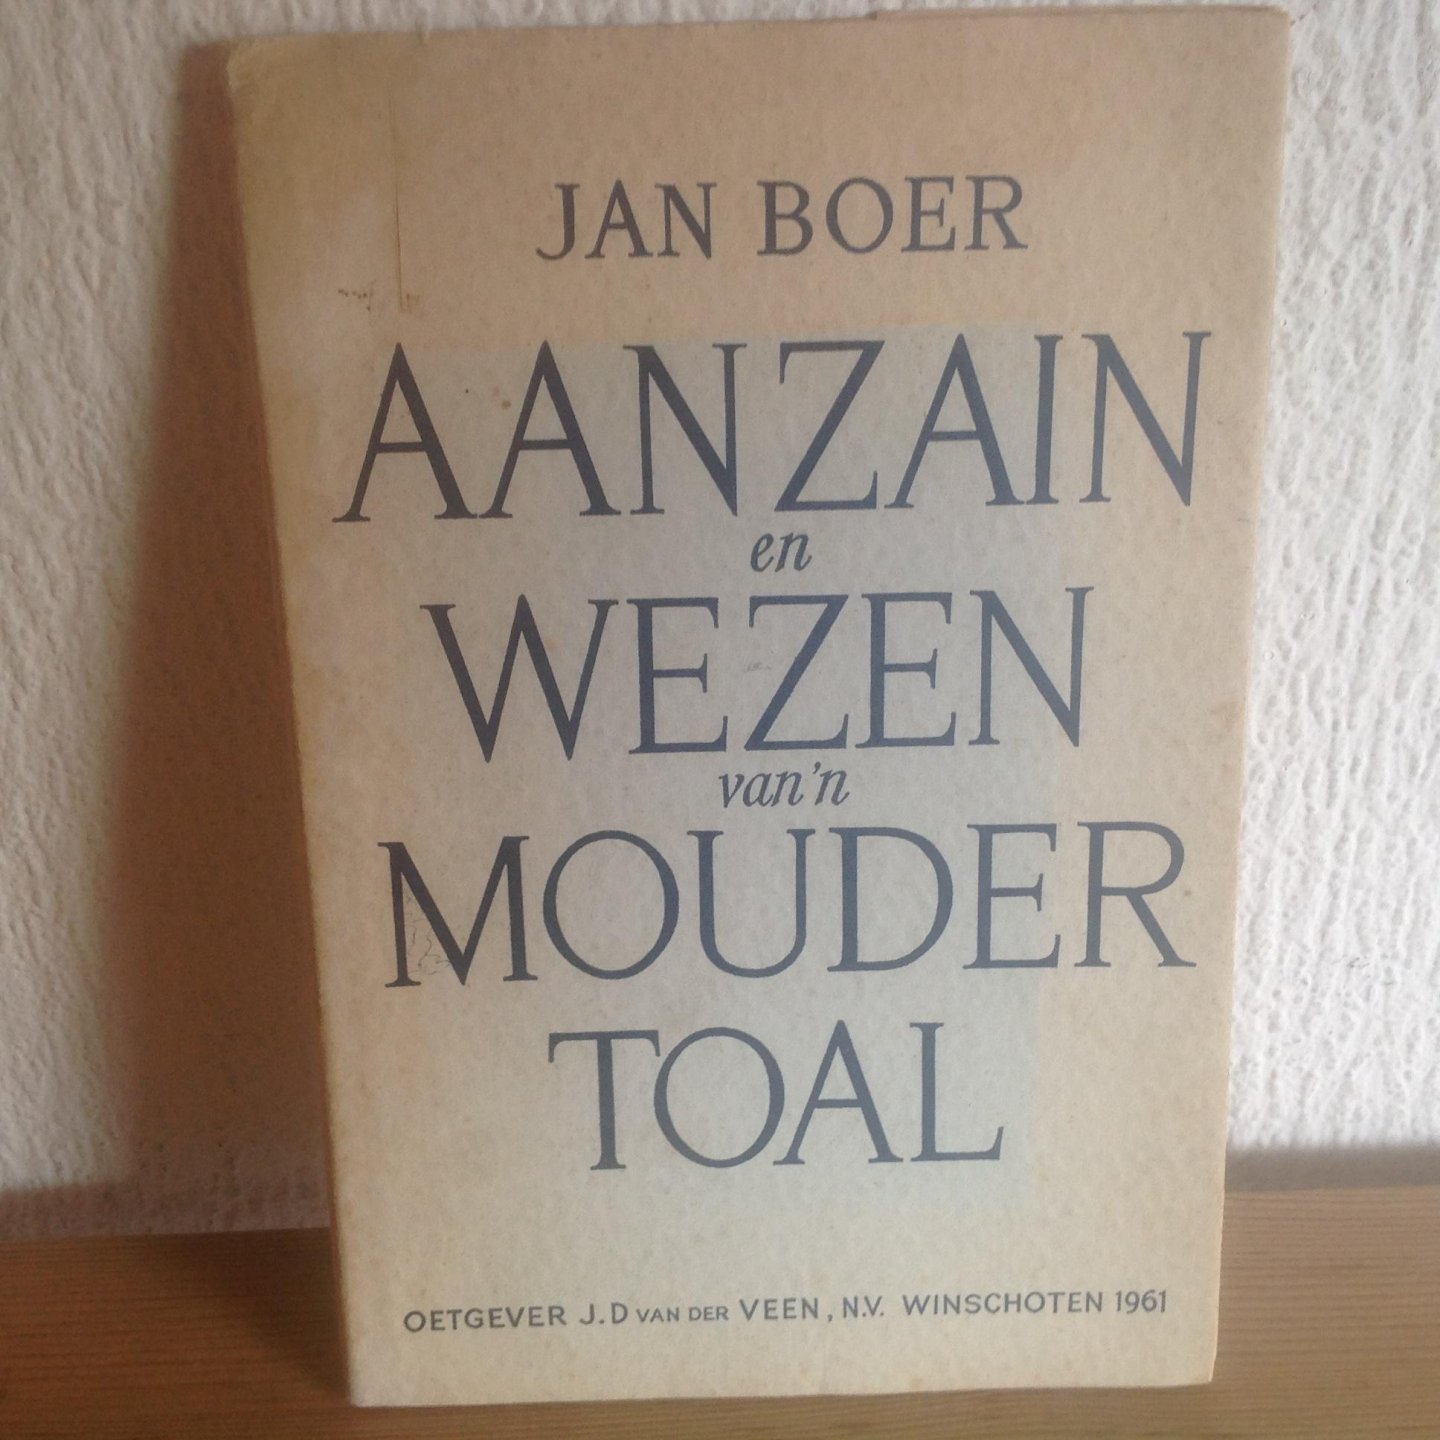 JAN BOER
AANZAIN
en
WEZEN
van'n
MOUDER
TOAL
OETGEVER J.D VAN DER VEEN, N.V. WINSCHOTEN 1961